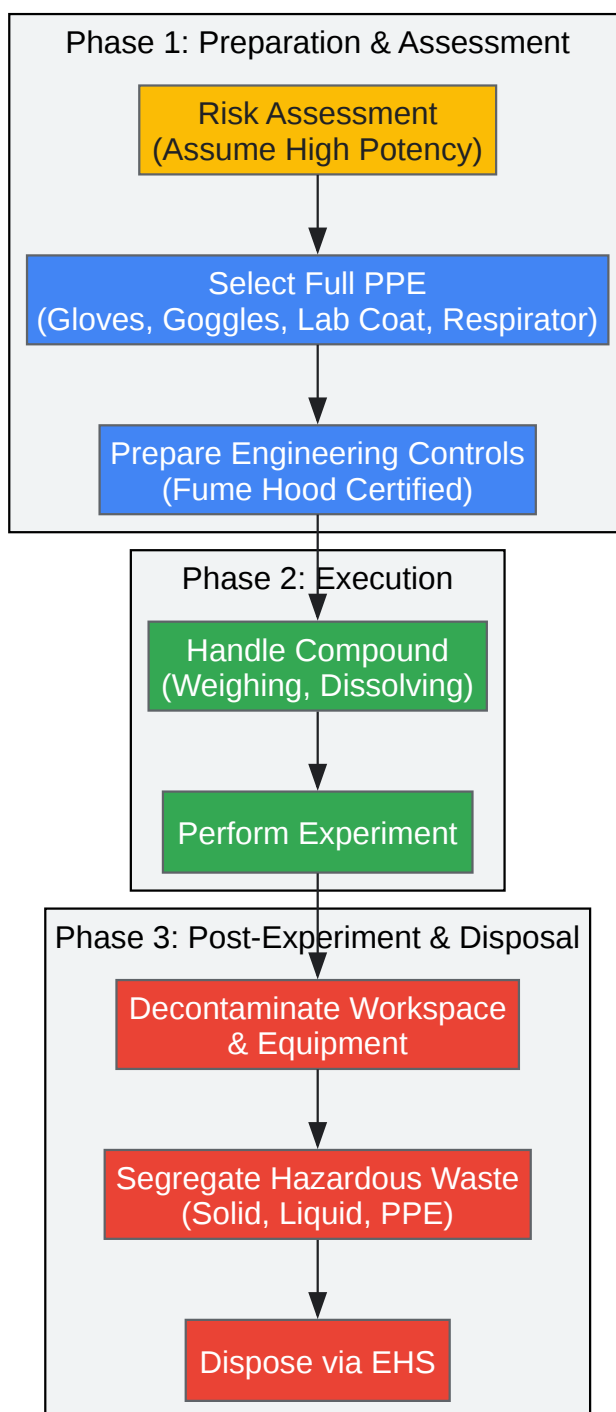 Phase 1: Preparation & Assessment
Risk Assessment
(Assume High Potency)
Select Full PPE
(Gloves, Goggles, Lab Coat, Respirator)
Prepare Engineering Controls
(Fume Hood Certified)
Phase 2: Execution
Handle Compound
(Weighing, Dissolving)
Perform Experiment
Phase 3: Post-Experiment & Disposal
Decontaminate Workspace
& Equipment
Segregate Hazardous Waste
(Solid, Liquid, PPE)
Dispose via EHS